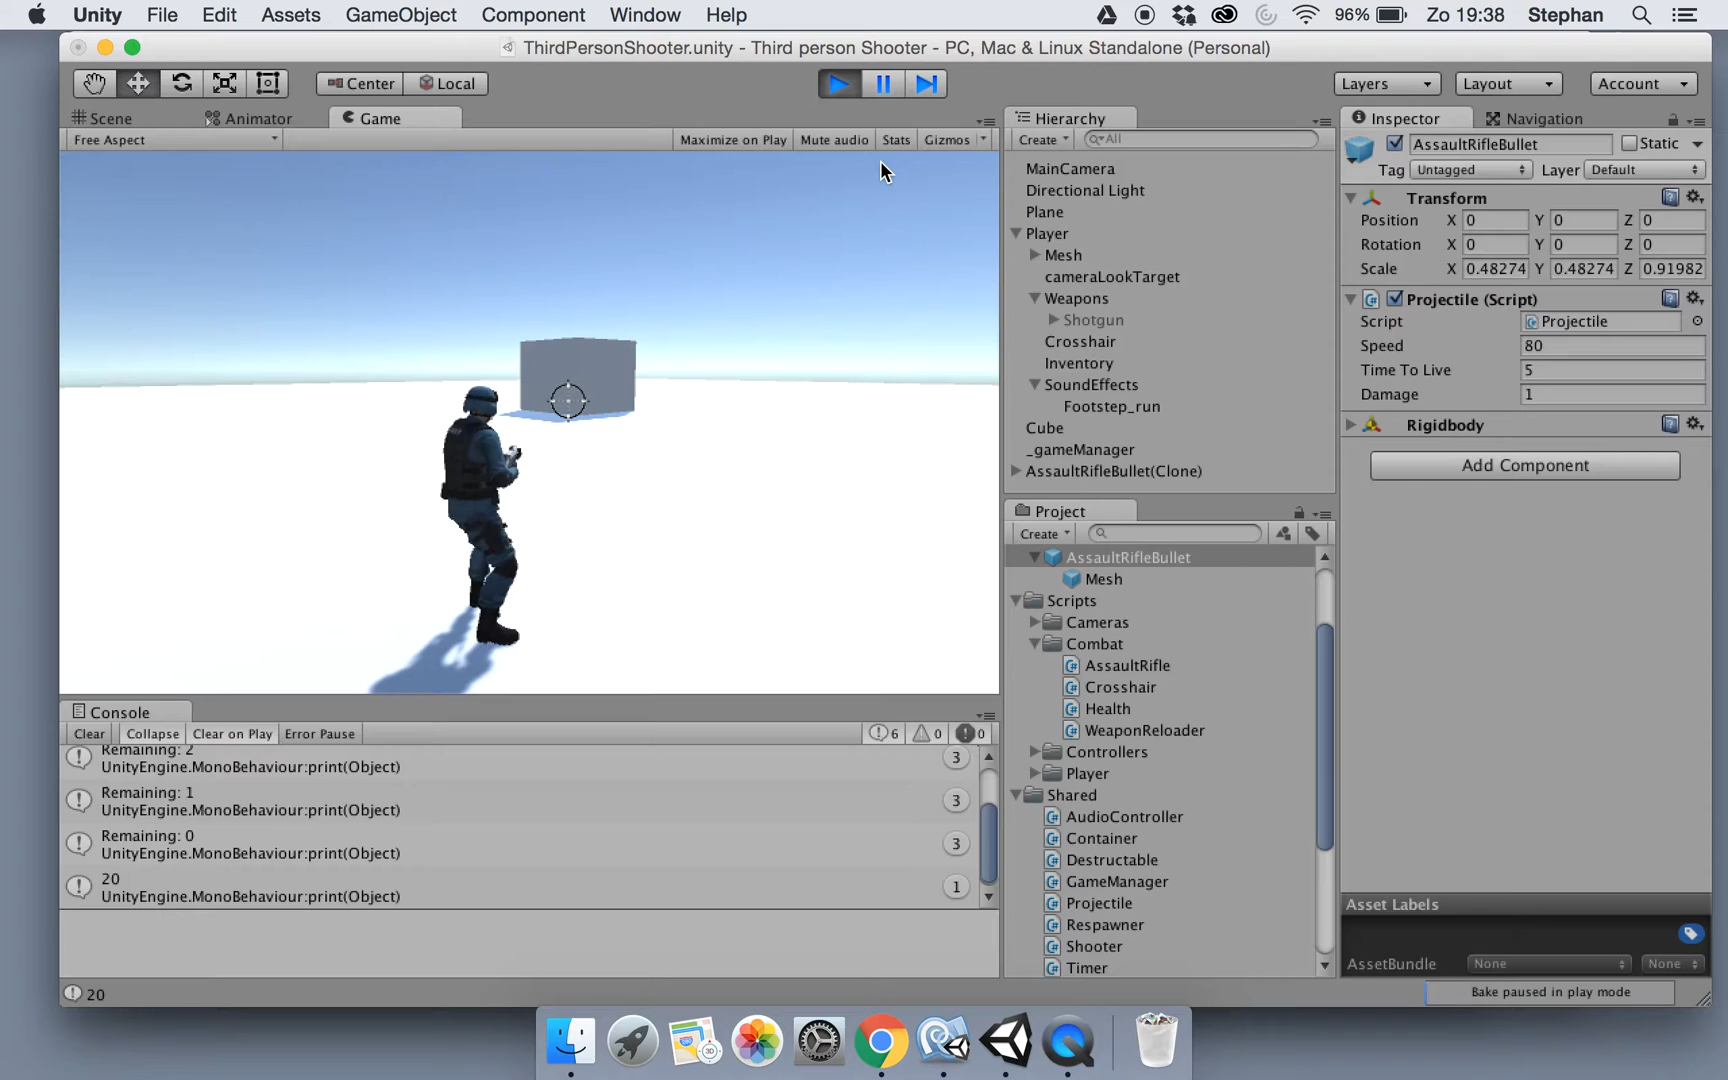 Unity File Edit Assets GameObject Component Window Help 96% Zo 19:38 Stephan
ThirdPersonShooter.unity - Third person Shooter - PC, Mac & Linux Standalone (Personal)
Center Local Layers Layout Account
Scene Animator Game
Free Aspect Maximize on Play Mute audio Stats Gizmos
Console
Clear Collapse Clear on Play Error Pause 6 0 0
Remaining: 2
UnityEngine.MonoBehaviour:print(Object) 3
Remaining: 1
UnityEngine.MonoBehaviour:print(Object) 3
Remaining: 0
UnityEngine.MonoBehaviour:print(Object) 3
20
UnityEngine.MonoBehaviour:print(Object) 1
20
Hierarchy
Create All
MainCamera
Directional Light
Plane
Player
Mesh
cameraLookTarget
Weapons
Shotgun
Crosshair
Inventory
SoundEffects
Footstep_run
Cube
_gameManager
AssaultRifleBullet(Clone)
Project
Create
AssaultRifleBullet
Mesh
Scripts
Cameras
Combat
AssaultRifle
Crosshair
Health
WeaponReloader
Controllers
Player
Shared
AudioController
Container
Destructable
GameManager
Projectile
Respawner
Shooter
Timer
Inspector Navigation
AssaultRifleBullet Static
Tag Untagged Layer Default
Transform
Position X 0 Y 0 Z 0
Rotation X 0 Y 0 Z 0
Scale X 0.48274 Y 0.48274 Z 0.91982
Projectile (Script)
Script Projectile
Speed 80
Time To Live 5
Damage 1
Rigidbody
Add Component
Asset Labels
AssetBundle None None
Bake paused in play mode